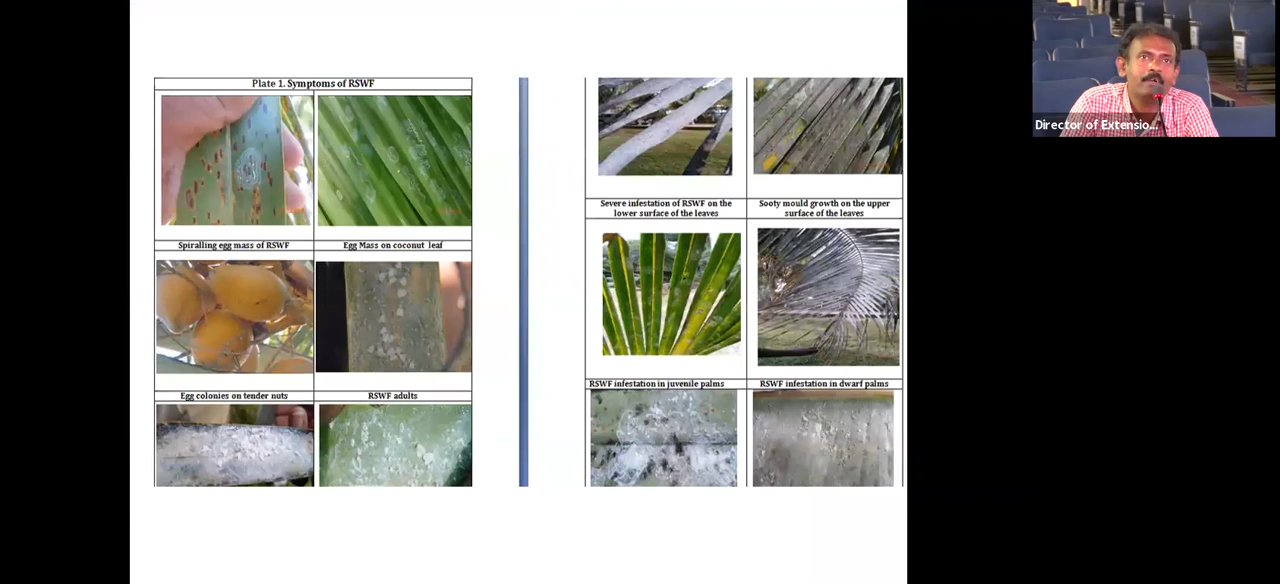 Plate 1. Symptoms of RSWF
Spiralling egg mass of RSWF
Egg Mass on coconut leaf
Egg colonies on tender nuts
RSWF adults
Severe infestation of RSWF on the
lower surface of the leaves
Sooty mould growth on the upper
surface of the leaves
RSWF infestation in juvenile palms
RSWF infestation in dwarf palms
Director of Extensio...